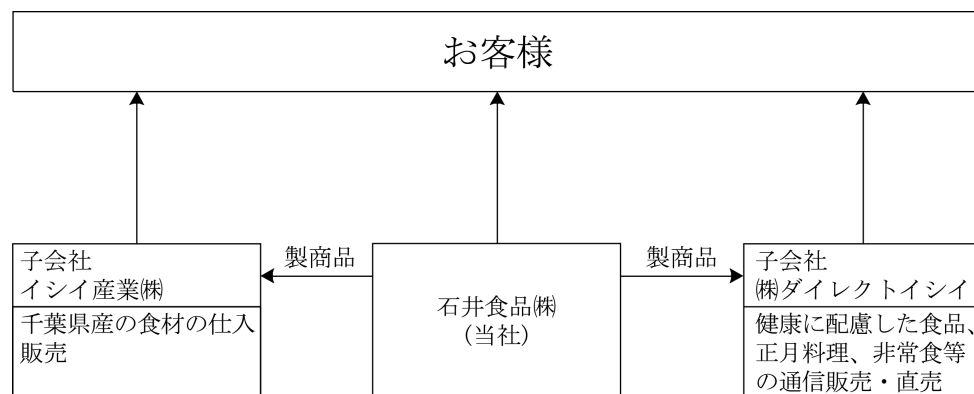 お客様
子会社
イシイ産業㈱
千葉県産の食材の仕入
販売
製商品
石井食品㈱
(当社)
製商品
子会社
㈱ダイレクトイシイ
健康に配慮した食品、
正月料理、非常食等
の通信販売・直売